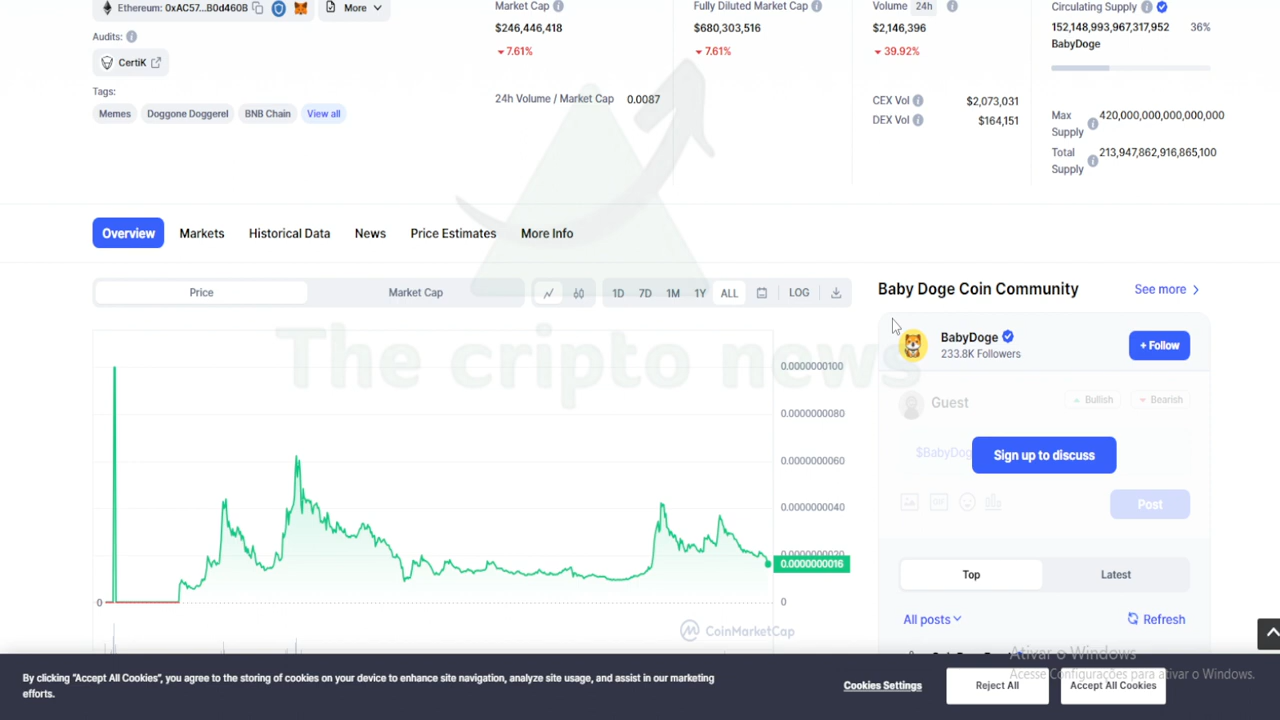 Ethereum: 0xAC57...B0d460B
More
Audits:
CertiK
Tags:
Memes
Doggone Doggerel
BNB Chain
View all
Market Cap
$246,446,418
7.61%
24h Volume / Market Cap 0.0087
Fully Diluted Market Cap
$680,303,516
7.61%
Volume 24h
$2,146,396
39.92%
CEX Vol $2,073,031
DEX Vol $164,151
Circulating Supply
152,148,993,967,317,952 36%
BabyDoge
Max Supply 420,000,000,000,000,000
Total Supply 213,947,862,916,865,100
Overview Markets Historical Data News Price Estimates More Info
Price Market Cap 1D 7D 1M 1Y ALL LOG
Baby Doge Coin Community See more
BabyDoge
233.8K Followers
+ Follow
Guest
Bullish Bearish
$BabyDog
Sign up to discuss
Post
Top Latest
All posts Refresh
The cripto news
0.0000000100
0.0000000080
0.0000000060
0.0000000040
0.0000000020
0.0000000016
0 0
CoinMarketCap
Ativar o Windows
Acesse Configurações para ativar o Windows.
By clicking “Accept All Cookies”, you agree to the storing of cookies on your device to enhance site navigation, analyze site usage, and assist in our marketing
efforts.
Cookies Settings
Reject All
Accept All Cookies